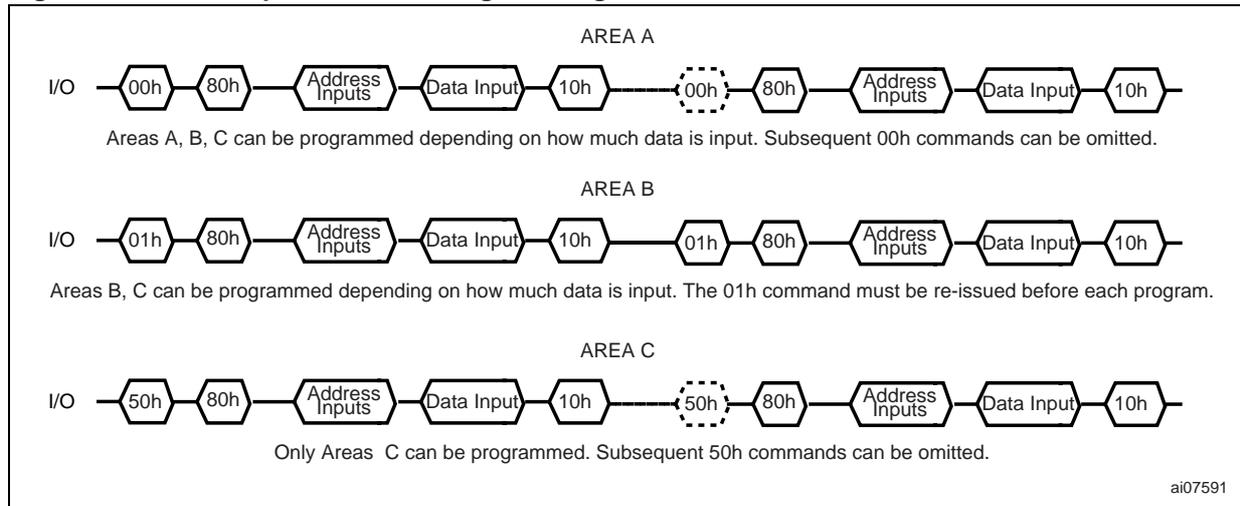 AREA A
I/O 00h 80h Address Inputs Data Input 10h 00h 80h Address Inputs Data Input 10h
Areas A, B, C can be programmed depending on how much data is input. Subsequent 00h commands can be omitted.
AREA B
I/O 01h 80h Address Inputs Data Input 10h 01h 80h Address Inputs Data Input 10h
Areas B, C can be programmed depending on how much data is input. The 01h command must be re-issued before each program.
AREA C
I/O 50h 80h Address Inputs Data Input 10h 50h 80h Address Inputs Data Input 10h
Only Areas C can be programmed. Subsequent 50h commands can be omitted.
ai07591